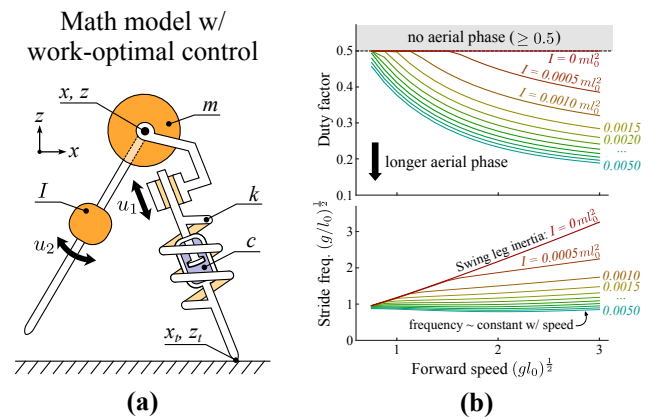 Math model w/
work-optimal control
x, z
m
z
x
I
u₁
k
u₂
c
xₜ, zₜ
(a)
no aerial phase (≥ 0.5)
0.5
0.4
0.3
0.2
0.1
Duty factor
I = 0 ml₀²
I = 0.0005 ml₀²
I = 0.0010 ml₀²
0.0015
0.0020
...
0.0050
longer aerial phase
3
2
1
0
Stride freq. (g/l₀)^½
Swing leg inertia: I = 0 ml₀²
I = 0.0005 ml₀²
0.0010
0.0015
...
0.0050
frequency ~ constant w/ speed
1
2
3
Forward speed (gl₀)^½
(b)